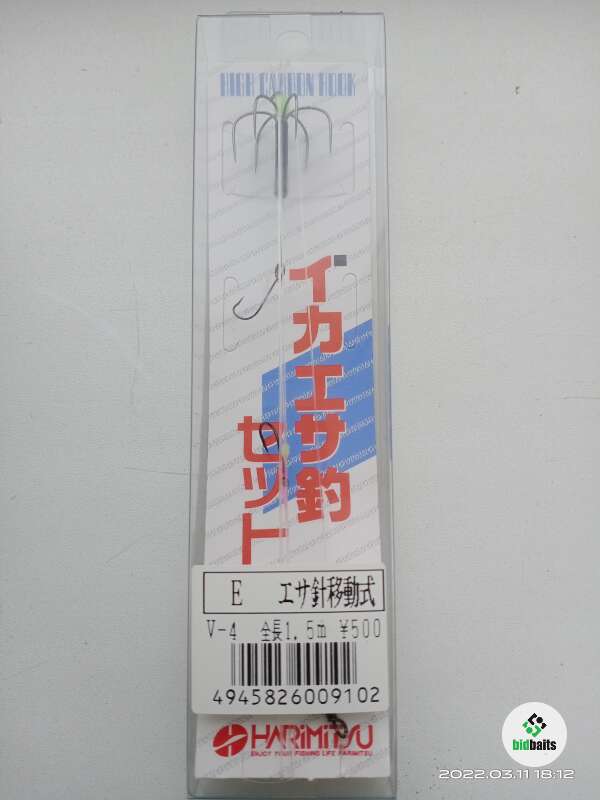 HIGH CARBON HOOK
イカエサ釣
セット
E エサ針移動式
V-4 全長1.5m ¥500
4945826009102
HARIMITSU
ENJOY YOUR FISHING LIFE HARIMITSU.
bidbaits
2022.03.11 18:12